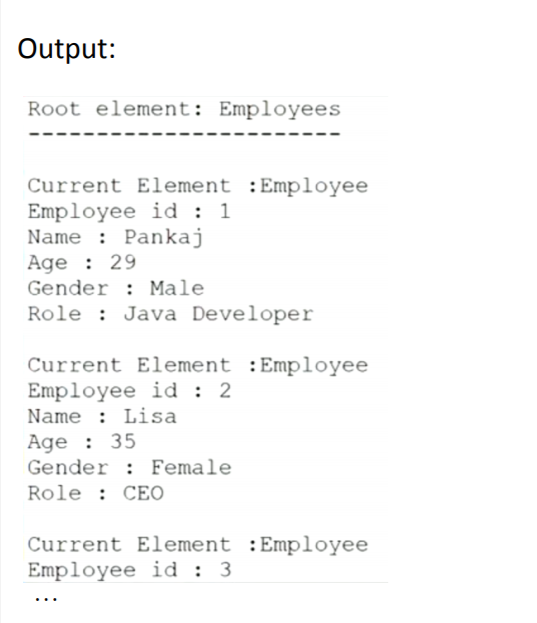 Output:
Root element: Employees
-----------------------
Current Element :Employee
Employee id : 1
Name : Pankaj
Age : 29
Gender : Male
Role : Java Developer
Current Element :Employee
Employee id : 2
Name : Lisa
Age : 35
Gender : Female
Role : CEO
Current Element :Employee
Employee id : 3
...